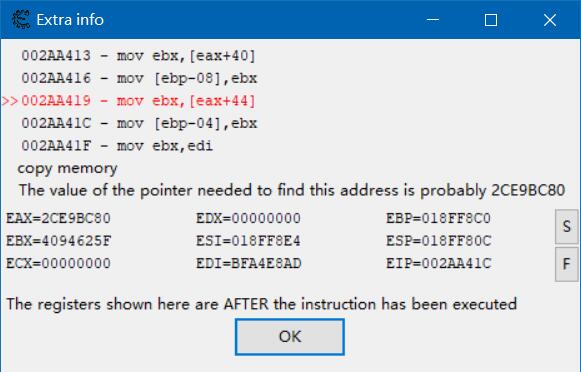 Extra info
002AA413 - mov ebx,[eax+40]
002AA416 - mov [ebp-08],ebx
>>002AA419 - mov ebx,[eax+44]
002AA41C - mov [ebp-04],ebx
002AA41F - mov ebx,edi
copy memory
The value of the pointer needed to find this address is probably 2CE9BC80
EAX=2CE9BC80 EDX=00000000 EBP=018FF8C0
S
EBX=4094625F ESI=018FF8E4 ESP=018FF80C
ECX=00000000 EDI=BFA4E8AD EIP=002AA41C
F
The registers shown here are AFTER the instruction has been executed
OK